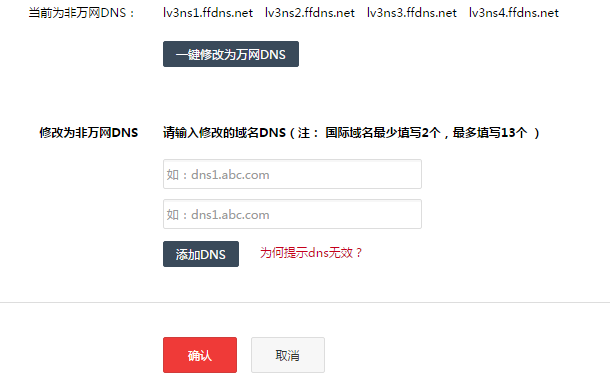 当前为非万网DNS： lv3ns1.ffdns.net lv3ns2.ffdns.net lv3ns3.ffdns.net lv3ns4.ffdns.net
一键修改为万网DNS
修改为非万网DNS 请输入修改的域名DNS（注： 国际域名最少填写2个，最多填写13个 ）
如：dns1.abc.com
如：dns1.abc.com
添加DNS 为何提示dns无效？
确认 取消